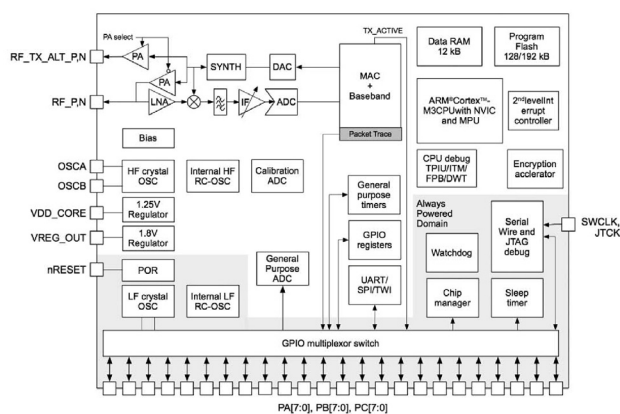 PA select
TX_ACTIVE
RF_TX_ALT_P,N
PA
SYNTH
DAC
MAC
+
Baseband
Data RAM
12 kB
Program
Flash
128/192 kB
PA
RF_P,N
LNA
IF
ADC
Packet Trace
ARM®Cortex™-
M3CPUwith NVIC
and MPU
2ndlevelInt
errupt
controller
Bias
OSCA
OSCB
HF crystal
OSC
Internal HF
RC-OSC
Calibration
ADC
CPU debug
TPIU/ITM/
FPB/DWT
Encryption
acclerator
General
purpose
timers
VDD_CORE
1.25V
Regulator
VREG_OUT
1.8V
Regulator
GPIO
registers
Always
Powered
Domain
Watchdog
Serial
Wire and
JTAG
debug
SWCLK,
JTCK
nRESET
POR
General
Purpose
ADC
UART/
SPI/TWI
LF crystal
OSC
Internal LF
RC-OSC
Chip
manager
Sleep
timer
GPIO multiplexor switch
PA[7:0], PB[7:0], PC[7:0]